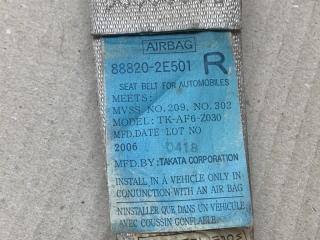 AIRBAG
88820-2E501 R
SEAT BELT FOR AUTOMOBILES
MEETS:
MVSS. NO. 209, NO. 302
MODEL: TK-AF6-Z030
MFD.DATE LOT NO
2006 0418
MFD.BY: TAKATA CORPORATION
INSTALL IN A VEHICLE ONLY IN
CONJUNCTION WITH AN AIR BAG
N'INSTALLER QUE DANS UN VÉHICULE
AVEC COUSSIN GONFLABLE